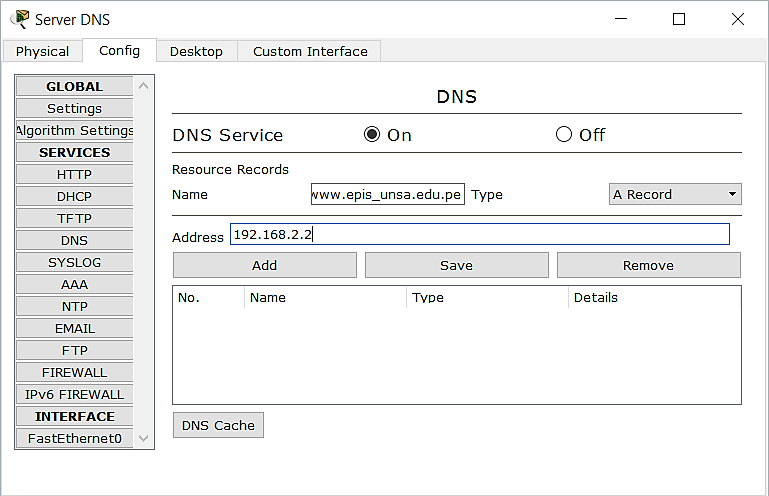 Server DNS
Physical Config Desktop Custom Interface
GLOBAL
Settings
Algorithm Settings
SERVICES
HTTP
DHCP
TFTP
DNS
SYSLOG
AAA
NTP
EMAIL
FTP
FIREWALL
IPv6 FIREWALL
INTERFACE
FastEthernet0
DNS
DNS Service On Off
Resource Records
Name www.epis_unsa.edu.pe Type A Record
Address 192.168.2.2
Add Save Remove
No. Name Type Details
DNS Cache